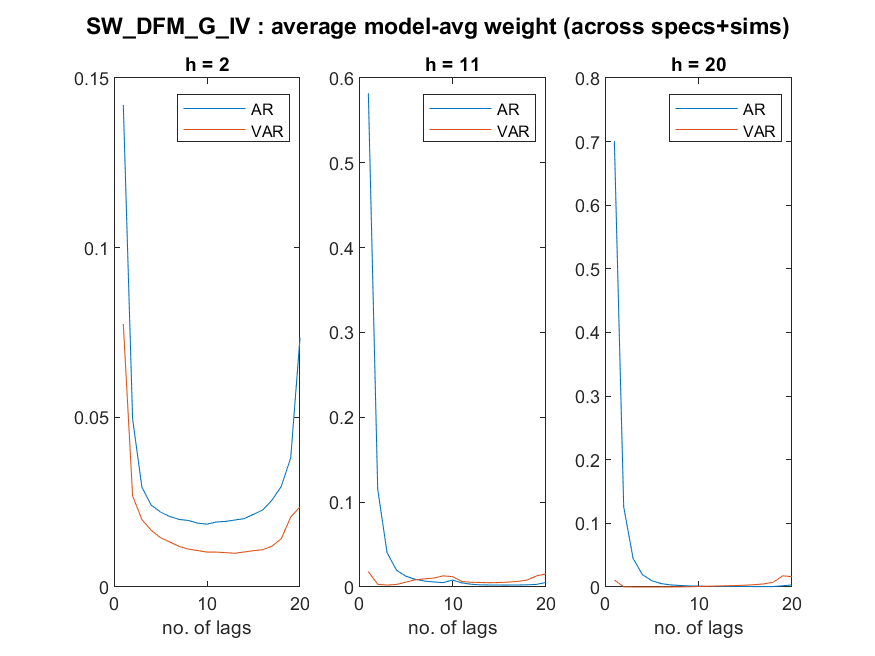 SW_DFM_G_IV : average model-avg weight (across specs+sims)
h = 2
0.15
0.1
0.05
0
0
10
20
no. of lags
AR
VAR
h = 11
0.6
0.5
0.4
0.3
0.2
0.1
0
0
10
20
no. of lags
AR
VAR
h = 20
0.8
0.7
0.6
0.5
0.4
0.3
0.2
0.1
0
0
10
20
no. of lags
AR
VAR